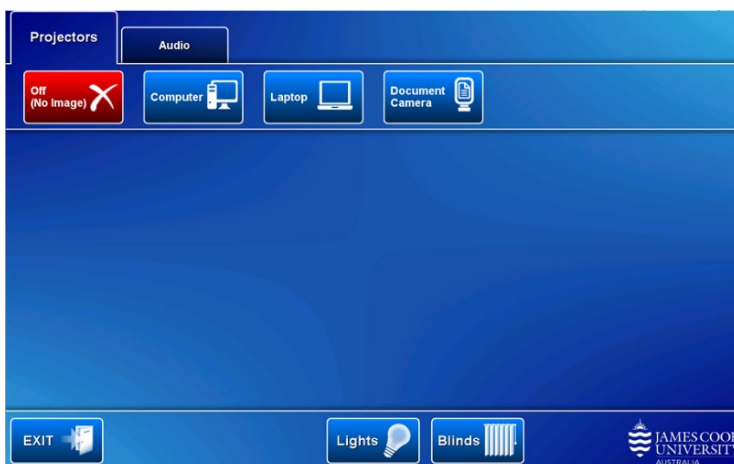 Projectors
Audio
Off
(No Image)
Computer
Laptop
Document
Camera
EXIT
Lights
Blinds
JAMES COOK
UNIVERSITY
AUSTRALIA